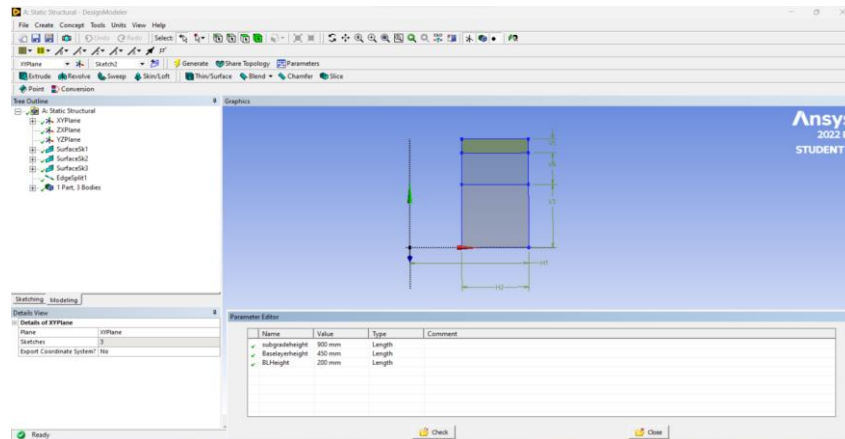 A: Static Structural - DesignModeler
File Create Concept Tools Units View Help
Undo Redo Select:
XYPlane Sketch2 Generate Share Topology Parameters
Extrude Revolve Sweep Skin/Loft Thin/Surface Blend Chamfer Slice
Point Conversion
Tree Outline
A: Static Structural
XYPlane
ZXPlane
YZPlane
SurfaceSk1
SurfaceSk2
SurfaceSk3
EdgeSplit1
1 Part, 3 Bodies
Sketching Modeling
Details View
Details of XYPlane
Plane XYPlane
Sketches 3
Export Coordinate System? No
Ready
Graphics
Ansys
2022
STUDENT
H1
H2
Parameter Editor
Name Value Type Comment
subgradeheight 900 mm Length
Baselayerheight 450 mm Length
BLHeight 200 mm Length
Check Close